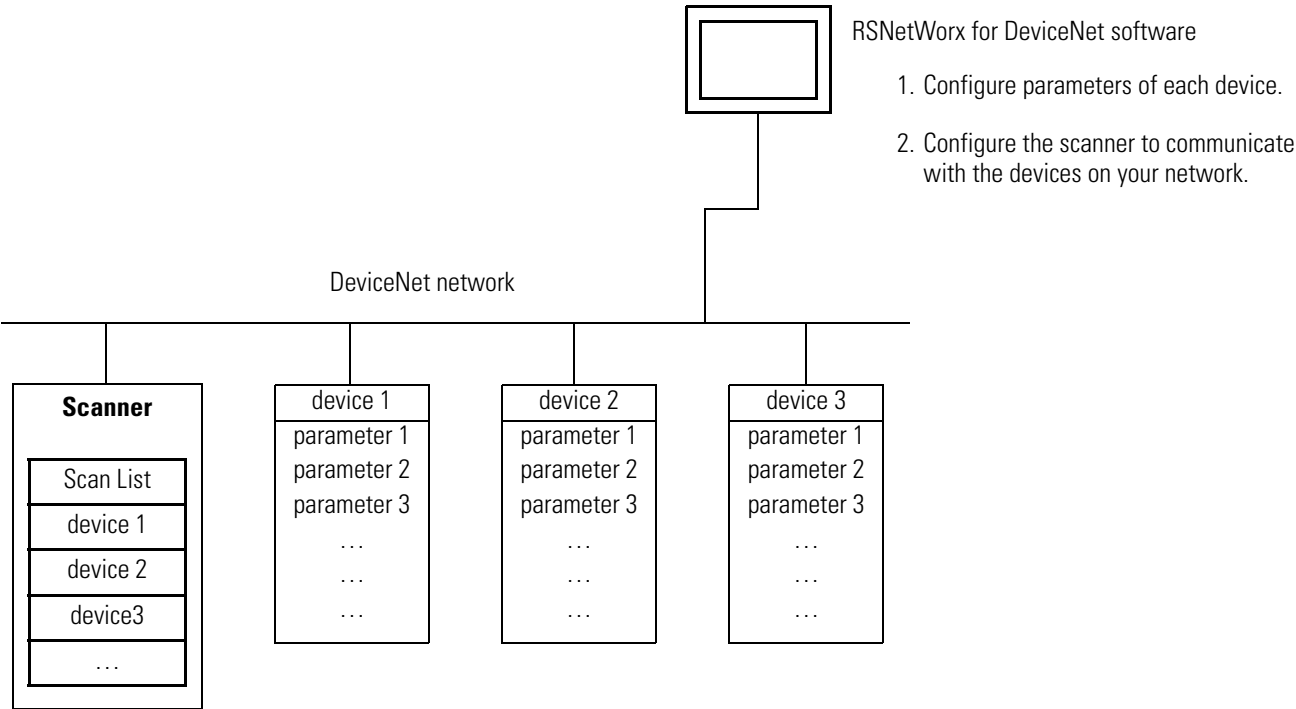 RSNetWorx for DeviceNet software
1. Configure parameters of each device.
2. Configure the scanner to communicate
with the devices on your network.
DeviceNet network
Scanner
Scan List
device 1
device 2
device3
...
device 1
parameter 1
parameter 2
parameter 3
...
...
...
device 2
parameter 1
parameter 2
parameter 3
...
...
...
device 3
parameter 1
parameter 2
parameter 3
...
...
...